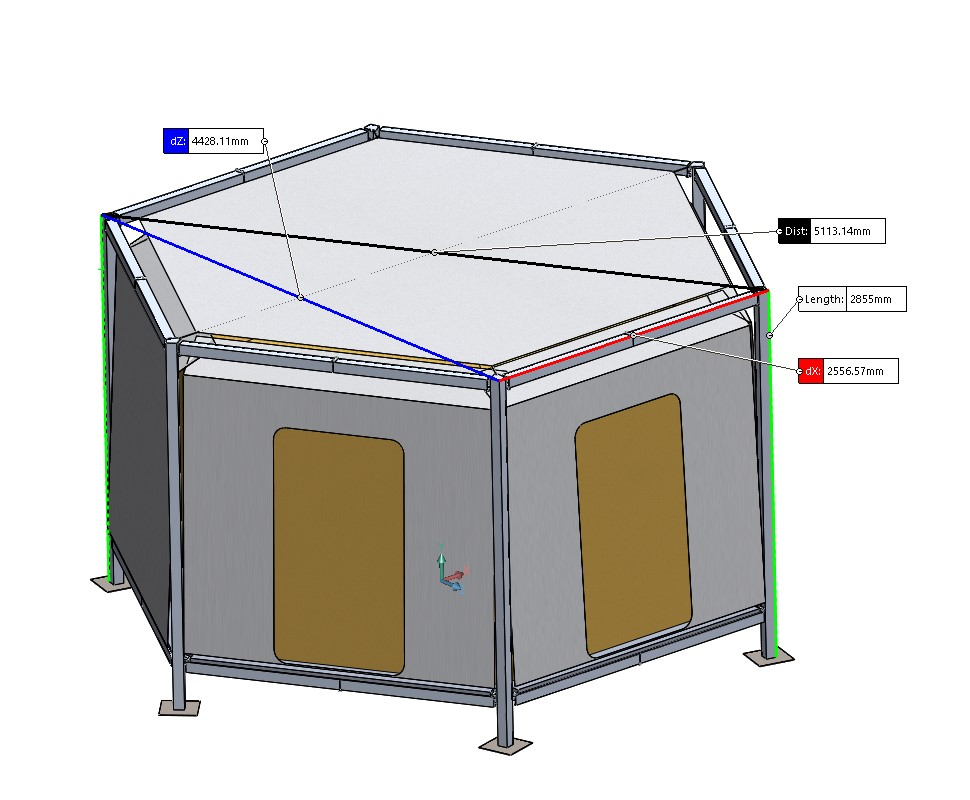 dZ: 4428.11mm
Dist: 5113.14mm
Length: 2855mm
dX: 2556.57mm